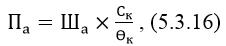 Пₐ = Шₐ × Cₖ/Θₖ , (5.3.16)